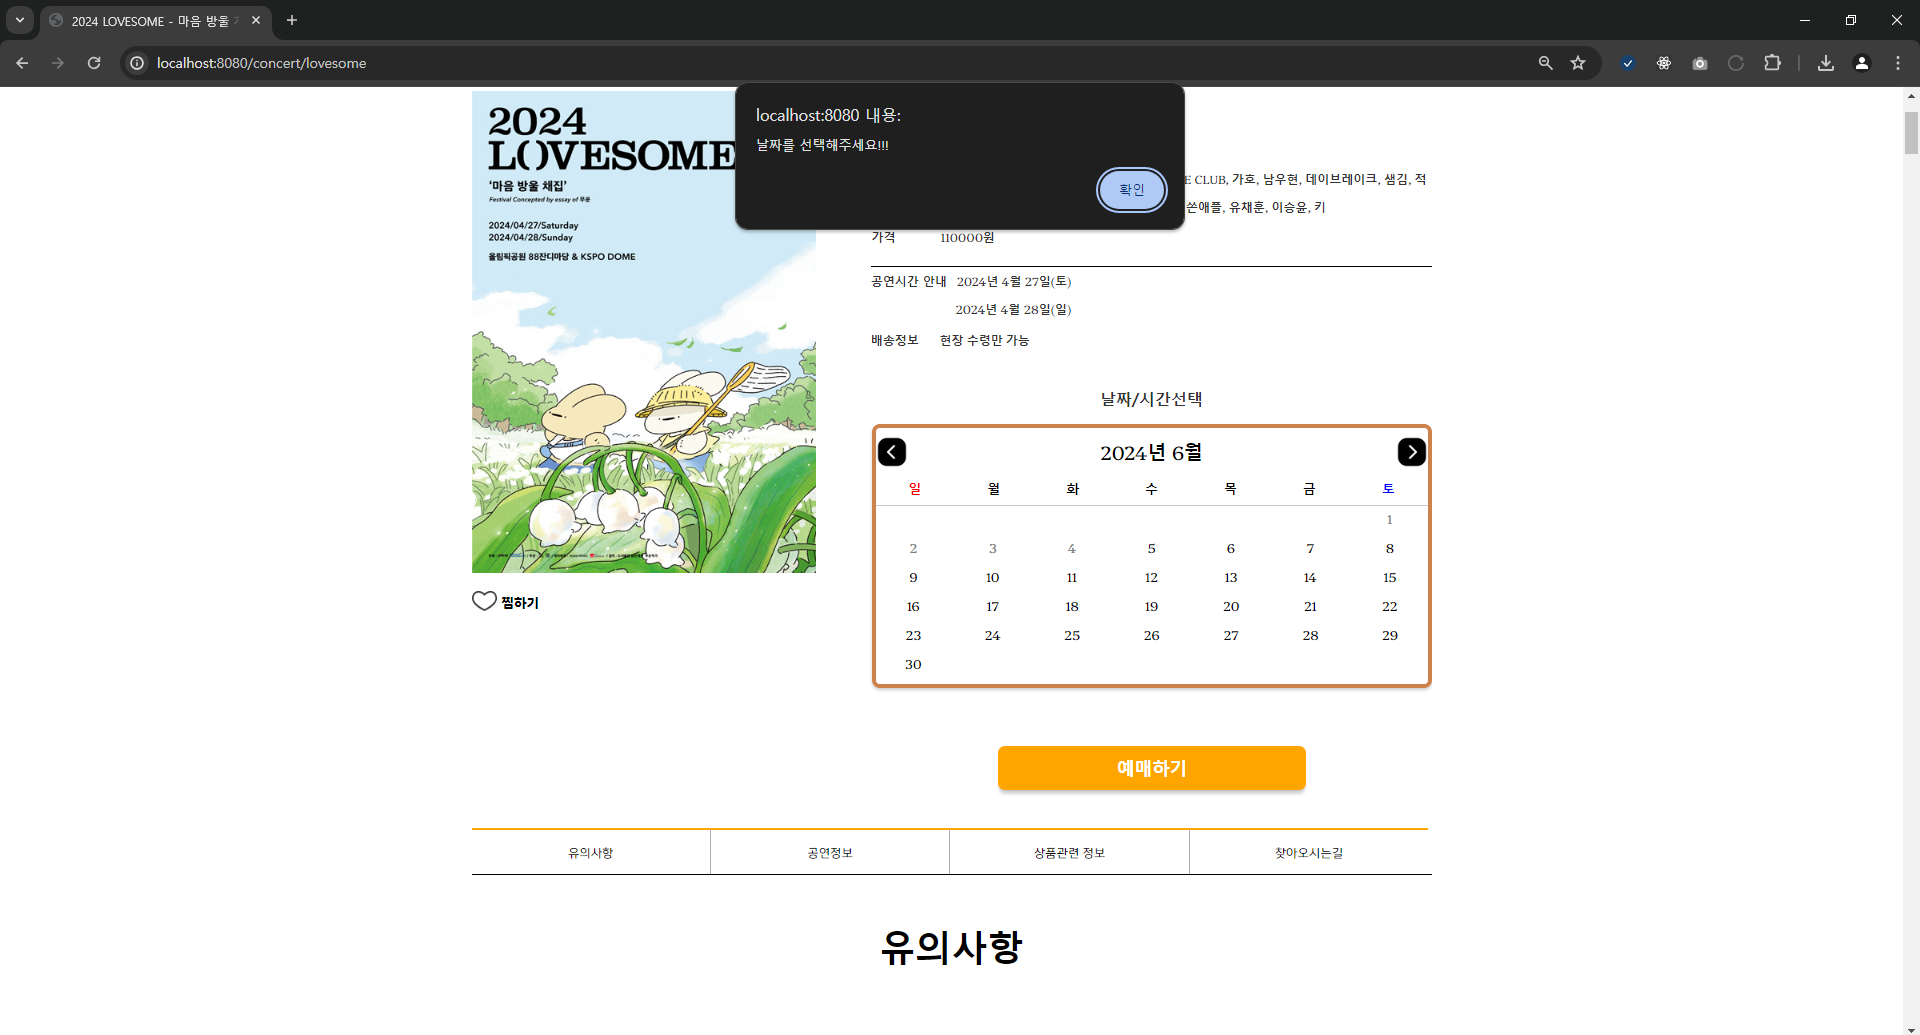 2024 LOVESOME - 마음 방울
localhost:8080/concert/lovesome
localhost:8080 내용:
날짜를 선택해주세요!!!
확인
2024
LOVESOME
‘마음 방울 채집’
Festival Concepted by essay of 무운
2024/04/27/Saturday
2024/04/28/Sunday
올림픽공원 88잔디마당 & KSPO DOME
찜하기
E CLUB, 가호, 남우현, 데이브레이크, 샘김, 적
쏜애플, 유채훈, 이승윤, 키
가격 110000원
공연시간 안내 2024년 4월 27일(토)
2024년 4월 28일(일)
배송정보 현장 수령만 가능
날짜/시간선택
2024년 6월
일 월 화 수 목 금 토
1
2 3 4 5 6 7 8
9 10 11 12 13 14 15
16 17 18 19 20 21 22
23 24 25 26 27 28 29
30
예매하기
유의사항 공연정보 상품관련 정보 찾아오시는길
유의사항